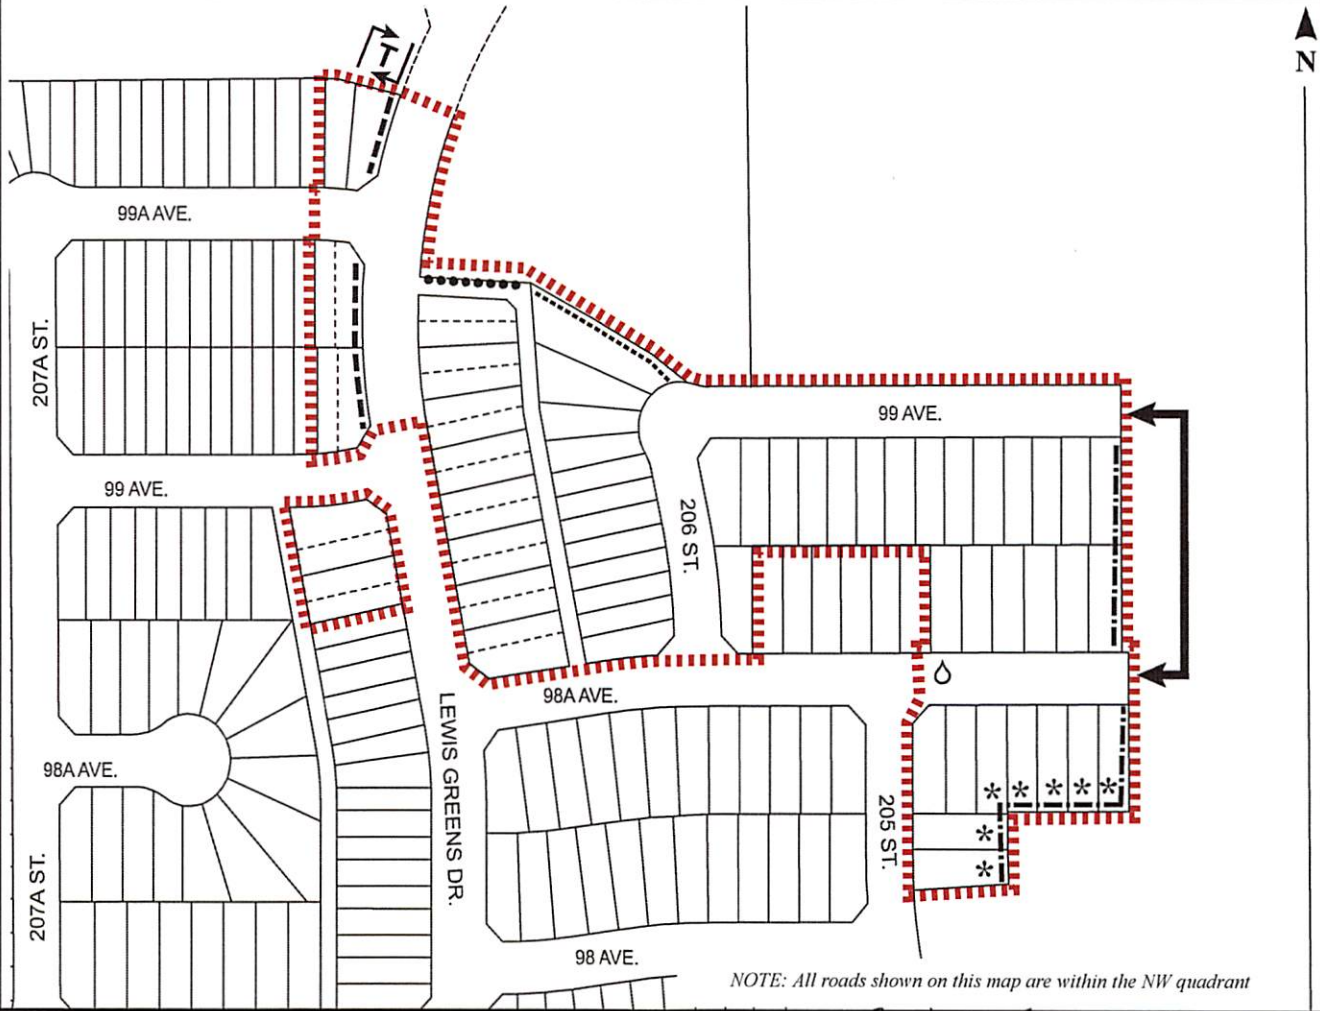 T
N
99A AVE.
207A ST.
99 AVE.
99 AVE.
206 ST.
98A AVE.
98A AVE.
LEWIS GREENS DR.
205 ST.
207A ST.
98 AVE.
NOTE: All roads shown on this map are within the NW quadrant